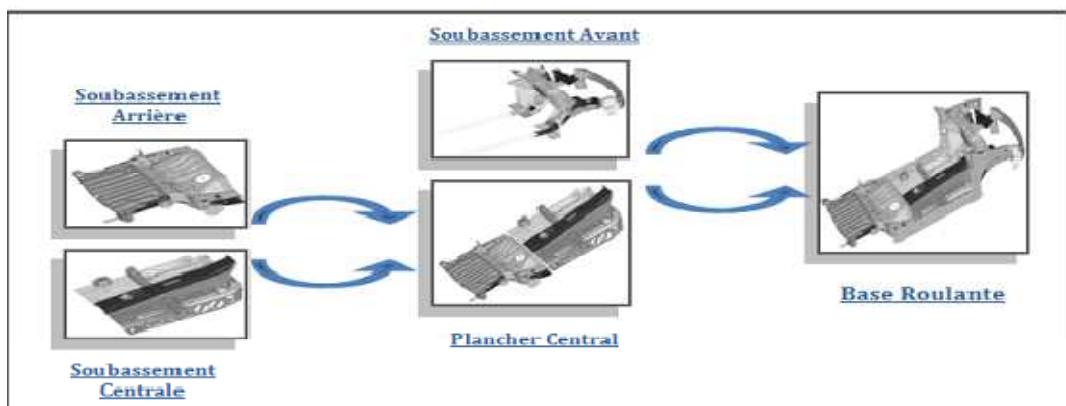 Soubassement
Arrière
Soubassement
Centrale
Soubassement Avant
Plancher Central
Base Roulante